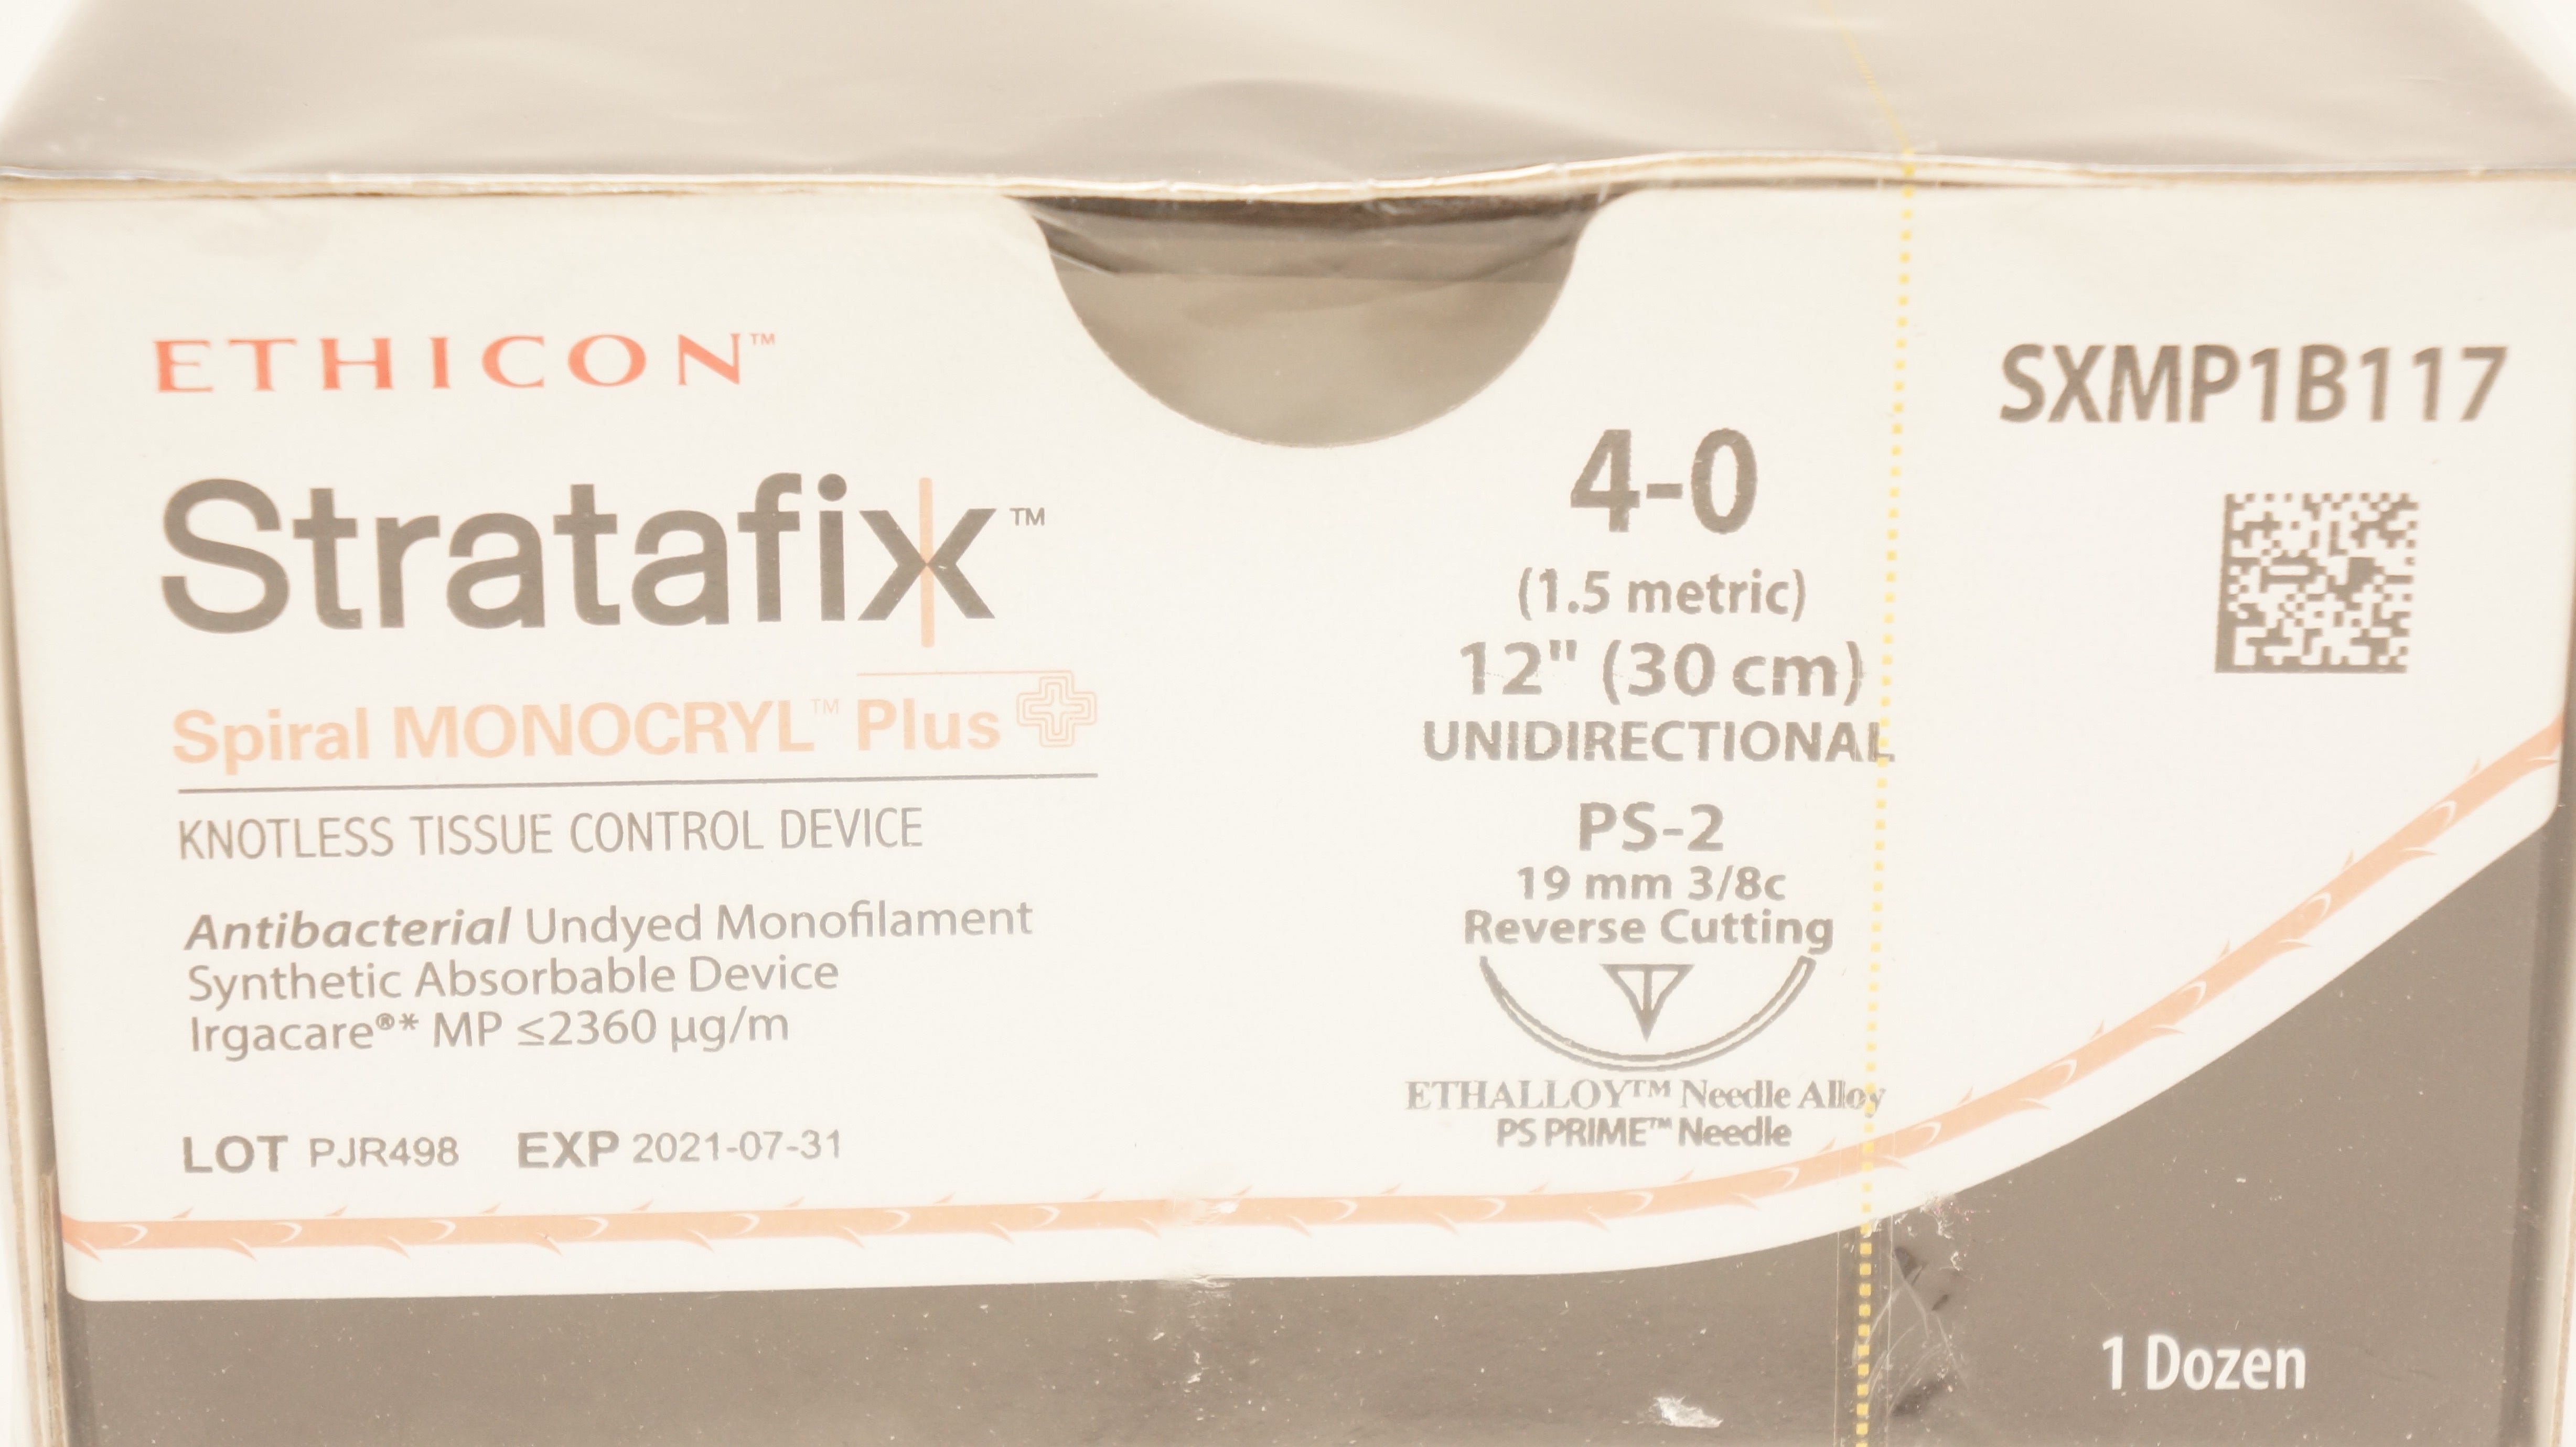 ETHICON™
Stratafix™
Spiral MONOCRYL™ Plus
KNOTLESS TISSUE CONTROL DEVICE
Antibacterial Undyed Monofilament
Synthetic Absorbable Device
Irgacare®* MP ≤2360 µg/m
LOT PJR498 EXP 2021-07-31
4-0
(1.5 metric)
12" (30 cm)
UNIDIRECTIONAL
PS-2
19 mm 3/8c
Reverse Cutting
ETHALLOY™ Needle Alloy
PS PRIME™ Needle
SXMP1B117
1 Dozen